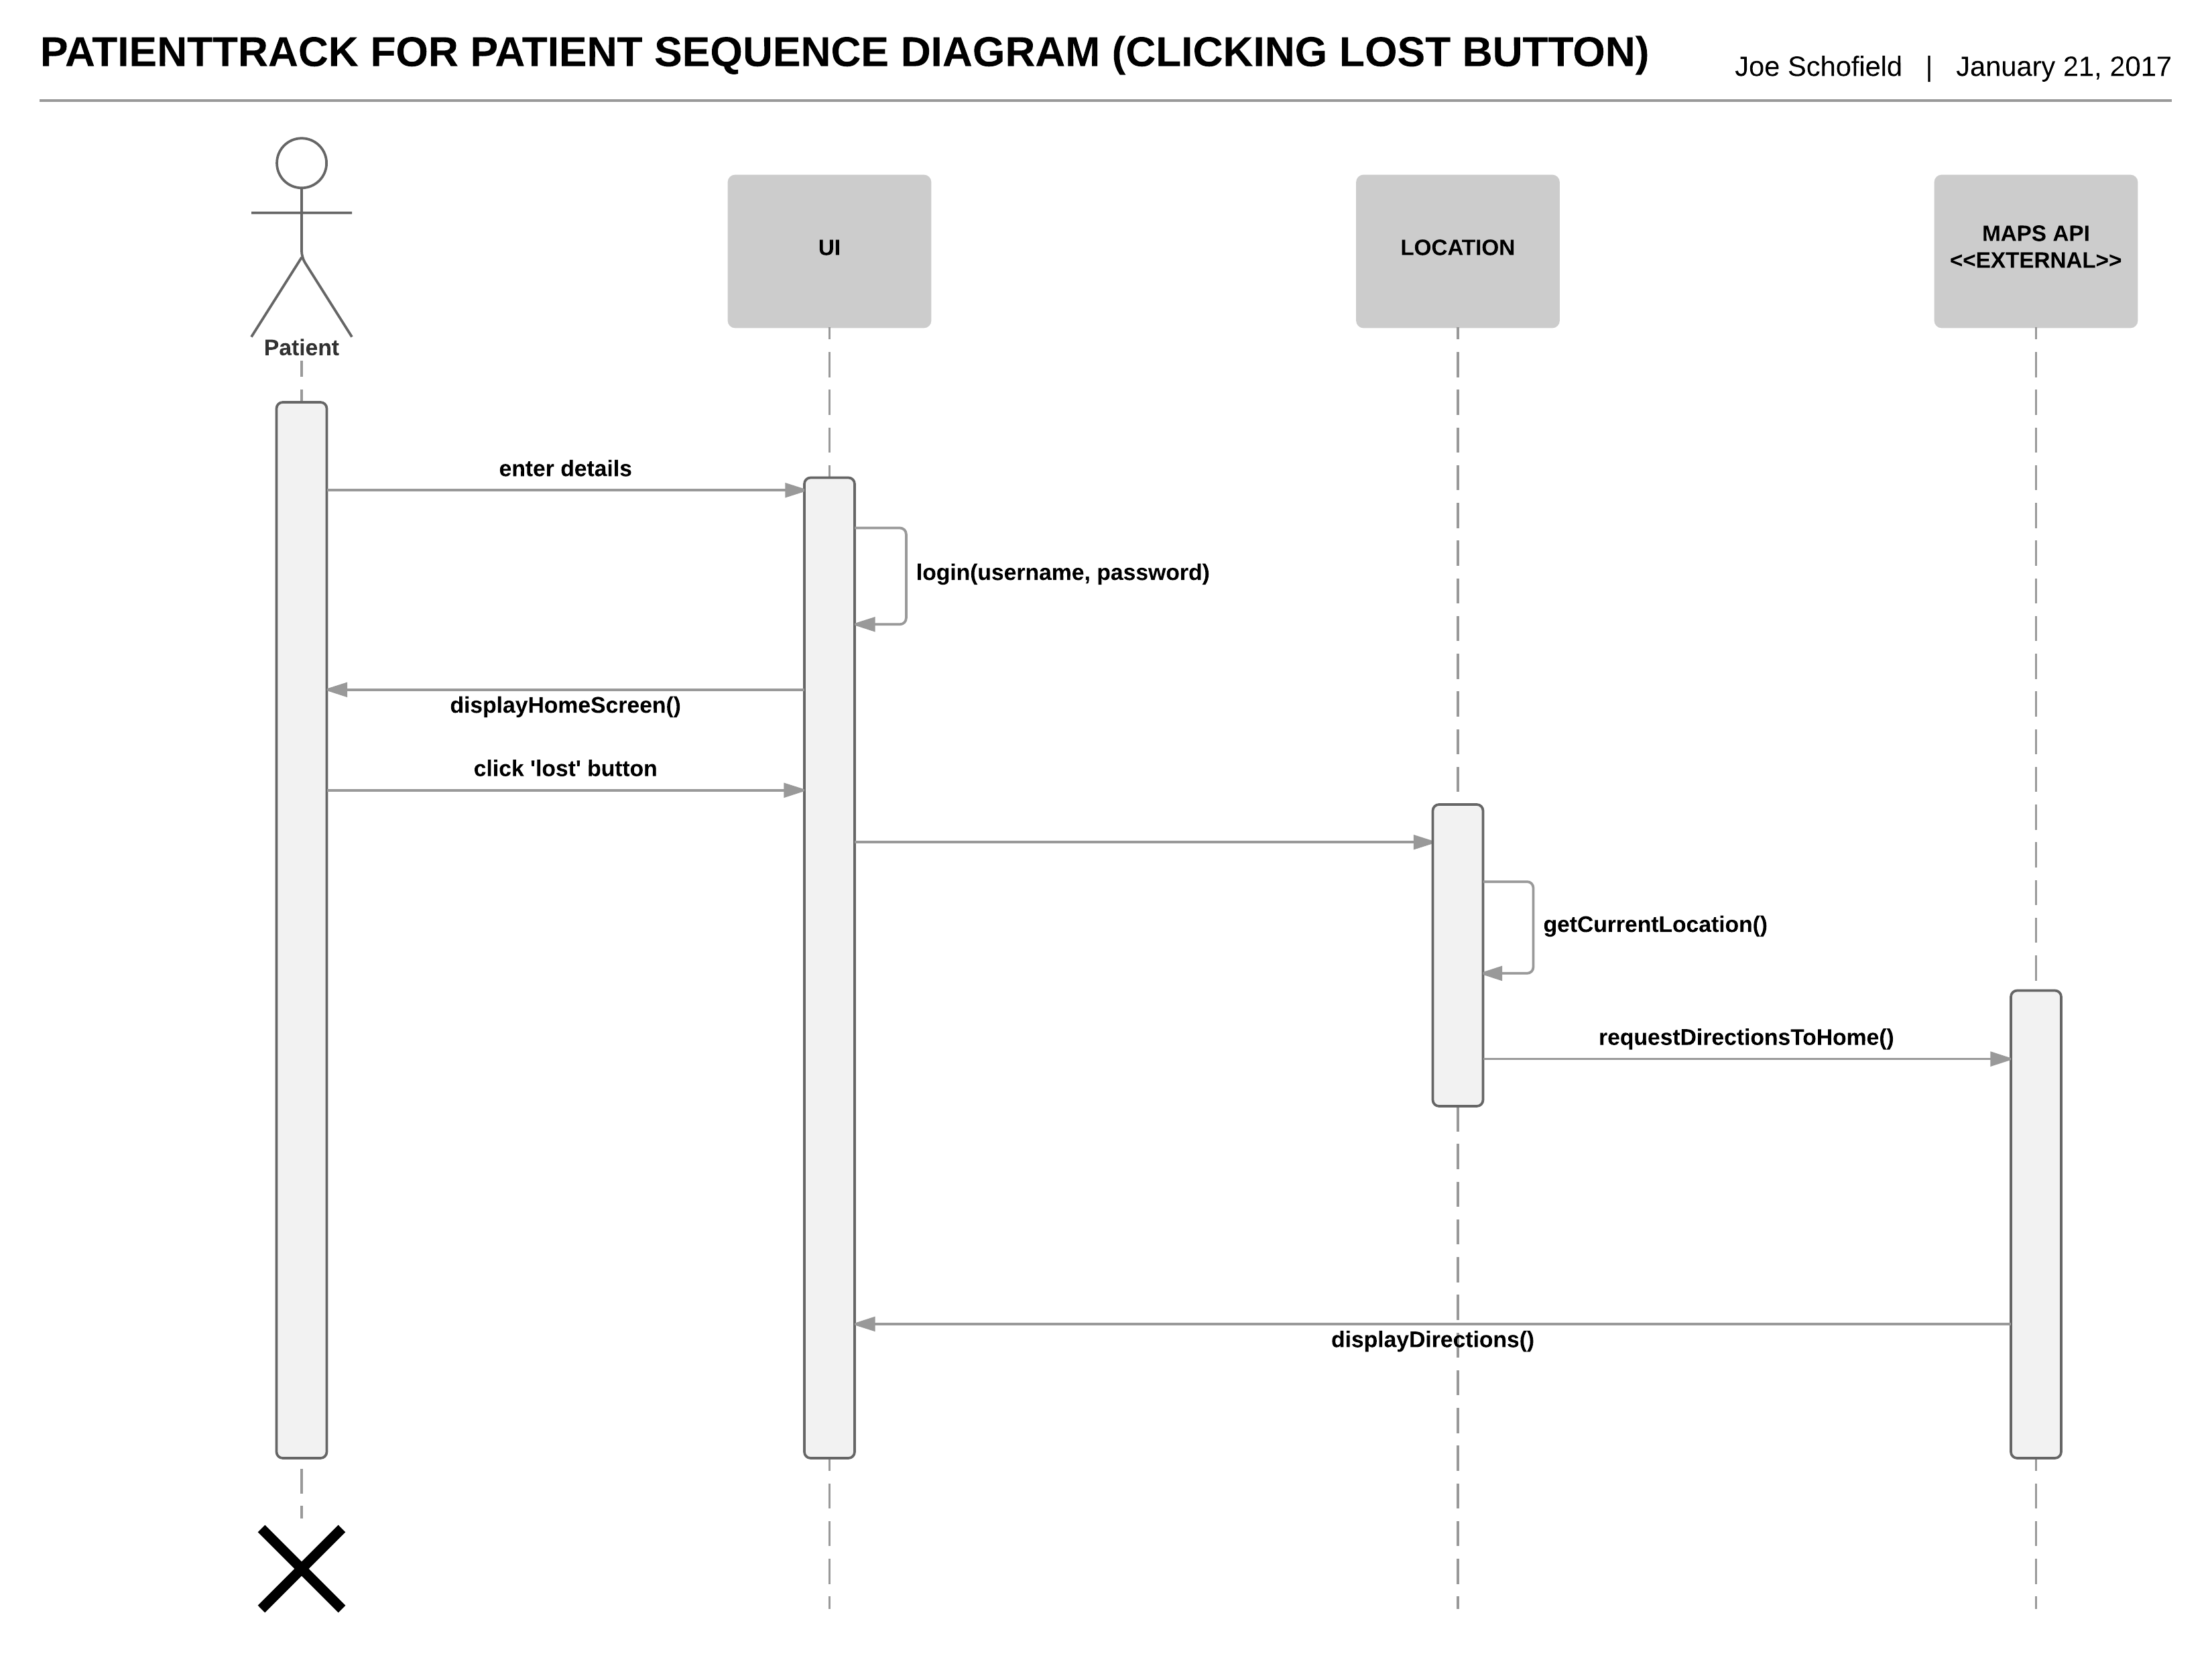 PATIENTTRACK FOR PATIENT SEQUENCE DIAGRAM (CLICKING LOST BUTTON)
Joe Schofield | January 21, 2017
Patient
UI
LOCATION
MAPS API
<<EXTERNAL>>
enter details
login(username, password)
displayHomeScreen()
click 'lost' button
getCurrentLocation()
requestDirectionsToHome()
displayDirections()